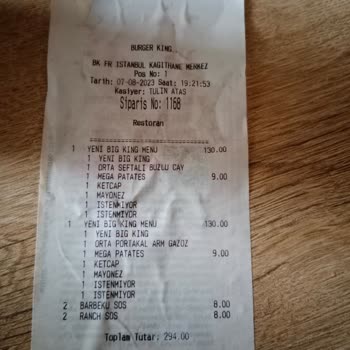 BURGER KING
BK FR ISTANBUL KAGITHANE MERKEZ
Pos No: 1
Tarih: 07-08-2023 Saat: 19:21:53
Kasiyer: TULIN ATAS
Siparis No: 1168
Restoran
1 YENI BIG KING MENU 130.00
1 YENI BIG KING
1 ORTA SEFTALI BUZLU CAY
1 MEGA PATATES 9.00
1 KETCAP
1 MAYONEZ
1 ISTENMIYOR
1 ISTENMIYOR
1 YENI BIG KING MENU 130.00
1 YENI BIG KING
1 ORTA PORTAKAL ARM GAZOZ
1 MEGA PATATES 9.00
1 KETCAP
1 MAYONEZ
1 ISTENMIYOR
1 ISTENMIYOR
2 BARBEKU SOS 8.00
2 RANCH SOS 8.00
Toplam Tutar: 294.00